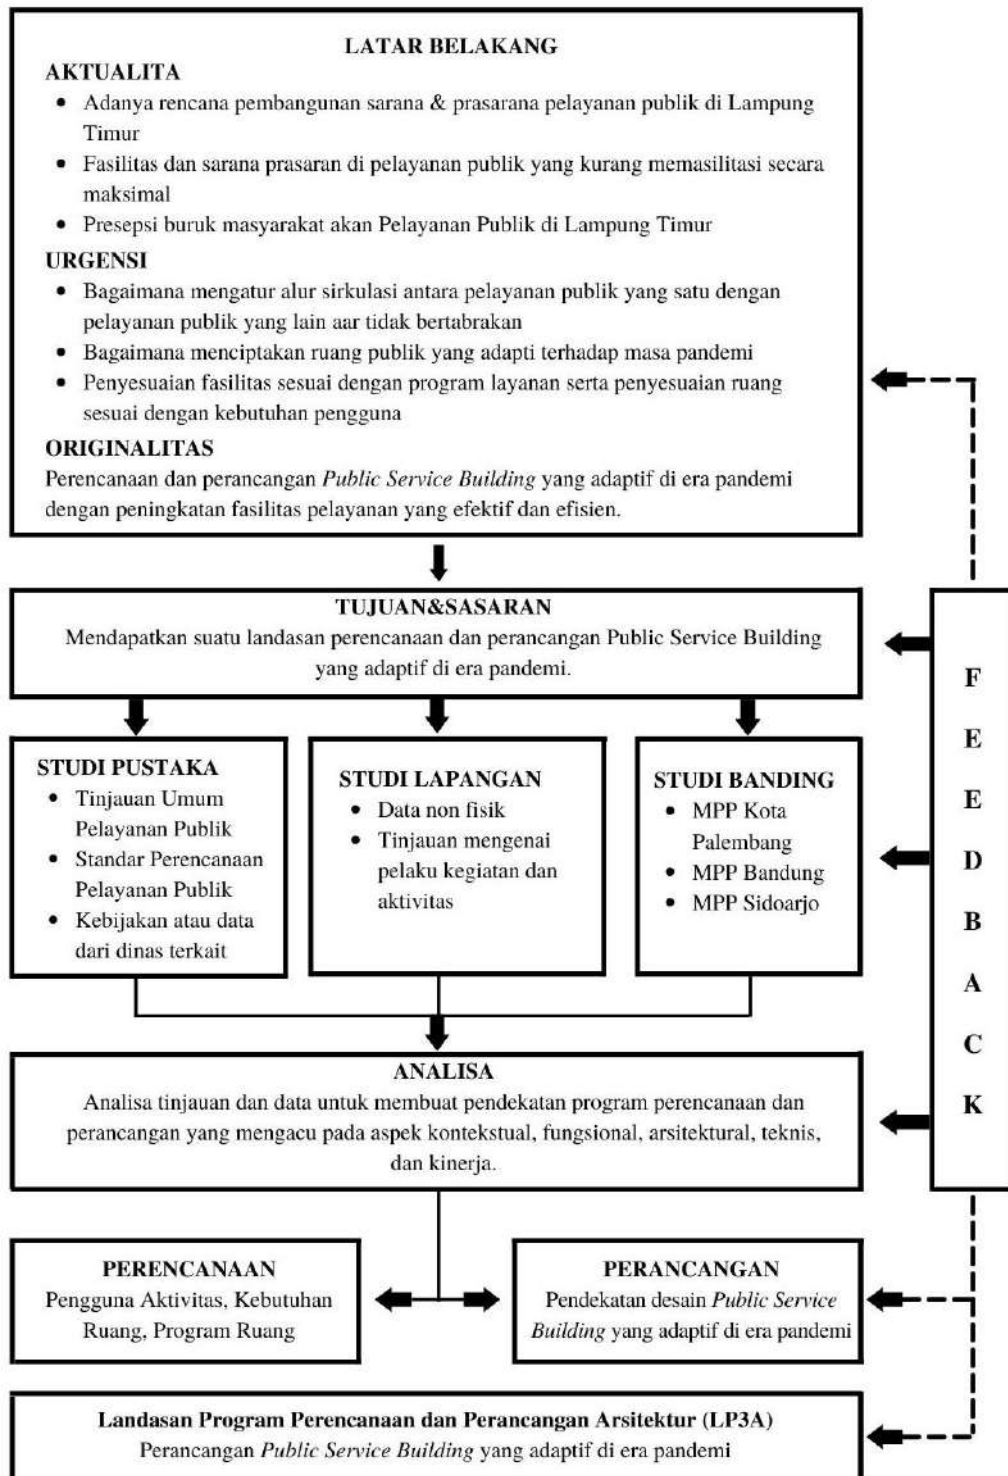 LATAR BELAKANG
AKTUALITA
• Adanya rencana pembangunan sarana & prasarana pelayanan publik di Lampung
Timur
• Fasilitas dan sarana prasaran di pelayanan publik yang kurang memasilitasi secara
maksimal
• Presepsi buruk masyarakat akan Pelayanan Publik di Lampung Timur
URGENSI
• Bagaimana mengatur alur sirkulasi antara pelayanan publik yang satu dengan
pelayanan publik yang lain aar tidak bertabrakan
• Bagaimana menciptakan ruang publik yang adapti terhadap masa pandemi
• Penyesuaian fasilitas sesuai dengan program layanan serta penyesuaian ruang
sesuai dengan kebutuhan pengguna
ORIGINALITAS
Perencanaan dan perancangan Public Service Building yang adaptif di era pandemi
dengan peningkatan fasilitas pelayanan yang efektif dan efisien.
TUJUAN&SASARAN
Mendapatkan suatu landasan perencanaan dan perancangan Public Service Building
yang adaptif di era pandemi.
STUDI PUSTAKA
• Tinjauan Umum
Pelayanan Publik
• Standar Perencanaan
Pelayanan Publik
• Kebijakan atau data
dari dinas terkait
STUDI LAPANGAN
• Data non fisik
• Tinjauan mengenai
pelaku kegiatan dan
aktivitas
STUDI BANDING
• MPP Kota
Palembang
• MPP Bandung
• MPP Sidoarjo
ANALISA
Analisa tinjauan dan data untuk membuat pendekatan program perencanaan dan
perancangan yang mengacu pada aspek kontekstual, fungsional, arsitektural, teknis,
dan kinerja.
PERENCANAAN
Pengguna Aktivitas, Kebutuhan
Ruang, Program Ruang
PERANCANGAN
Pendekatan desain Public Service
Building yang adaptif di era pandemi
Landasan Program Perencanaan dan Perancangan Arsitektur (LP3A)
Perancangan Public Service Building yang adaptif di era pandemi
F
E
E
D
B
A
C
K